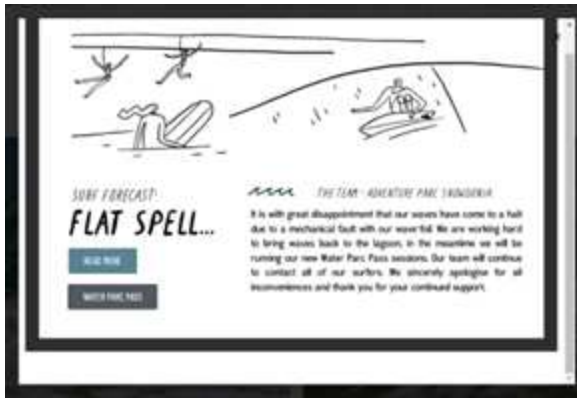 SURF FORECAST:
FLAT SPELL...
READ NOW
WATER PARC PASS
THE TEAM - ADVENTURE PARC SNOWDONIA
It is with great disappointment that our waves have come to a halt
due to a mechanical fault with our wave foil. We are working hard
to bring waves back to the lagoon, in the meantime we will be
running our new Water Parc Pass sessions. Our team will continue
to contact all of our surfers. We sincerely apologise for all
inconveniences and thank you for your continued support.